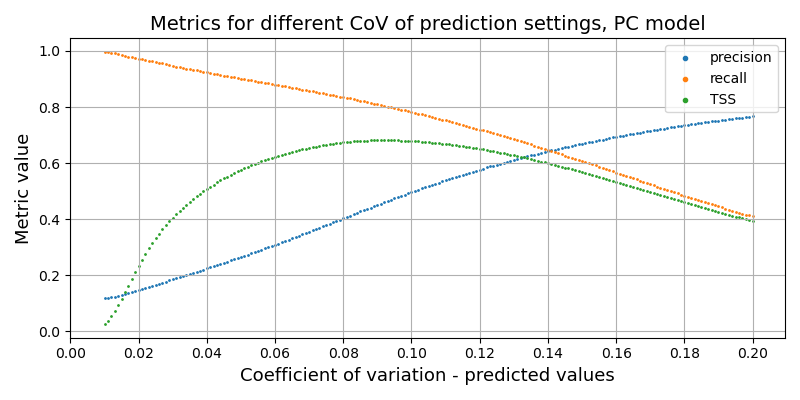 Metrics for different CoV of prediction settings, PC model
precision
recall
TSS
Metric value
1.0
0.8
0.6
0.4
0.2
0.0
0.00 0.02 0.04 0.06 0.08 0.10 0.12 0.14 0.16 0.18 0.20
Coefficient of variation - predicted values